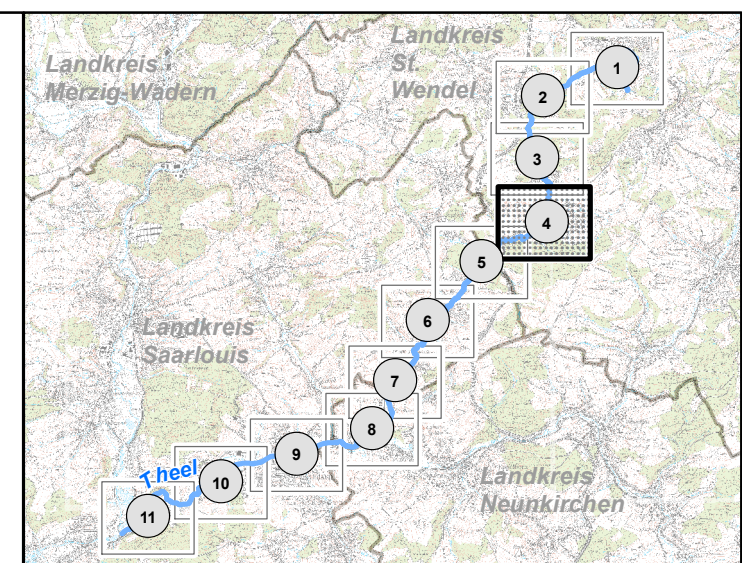 Landkreis
Merzig-Wadern
Landkreis
St.
Wendel
1
2
3
4
5
6
7
8
9
10
11
Landkreis
Saarlouis
Theel
Landkreis
Neunkirchen